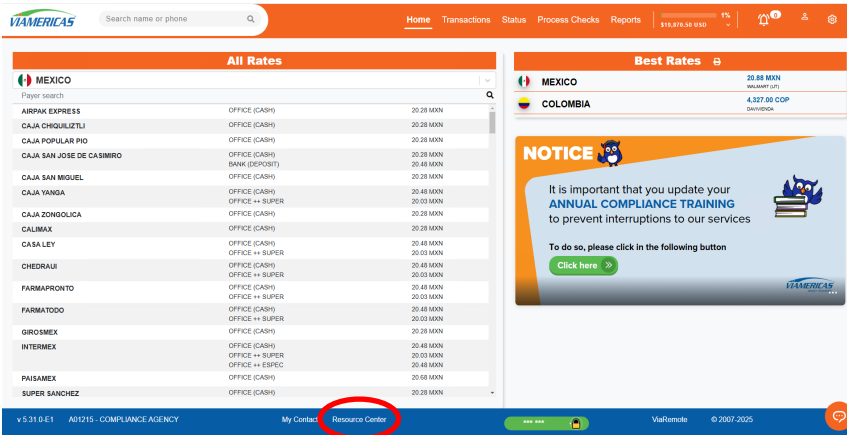 VIAMERICAS
Search name or phone
Home Transactions Status Process Checks Reports
1%
$19,870.50 USD
0
All Rates
MEXICO
Payer search
AIRPAK EXPRESS OFFICE (CASH) 20.28 MXN
CAJA CHIQUILIZTLI OFFICE (CASH) 20.28 MXN
CAJA POPULAR PIO OFFICE (CASH) 20.28 MXN
CAJA SAN JOSE DE CASIMIRO OFFICE (CASH) 20.28 MXN
BANK (DEPOSIT) 20.48 MXN
CAJA SAN MIGUEL OFFICE (CASH) 20.28 MXN
CAJA YANGA OFFICE (CASH) 20.48 MXN
OFFICE ++ SUPER 20.03 MXN
CAJA ZONGOLICA OFFICE (CASH) 20.28 MXN
CALIMAX OFFICE (CASH) 20.28 MXN
CASA LEY OFFICE (CASH) 20.48 MXN
OFFICE ++ SUPER 20.03 MXN
CHEDRAUI OFFICE (CASH) 20.48 MXN
OFFICE ++ SUPER 20.03 MXN
FARMAPRONTO OFFICE (CASH) 20.48 MXN
OFFICE ++ SUPER 20.03 MXN
FARMATODO OFFICE (CASH) 20.48 MXN
OFFICE ++ SUPER 20.03 MXN
GIROSMEX OFFICE (CASH) 20.28 MXN
INTERMEX OFFICE (CASH) 20.48 MXN
OFFICE ++ SUPER 20.03 MXN
OFFICE ++ ESPEC 20.48 MXN
PAISAMEX OFFICE (CASH) 20.68 MXN
SUPER SANCHEZ OFFICE (CASH) 20.28 MXN
Best Rates
MEXICO 20.88 MXN
WALMART (UT)
COLOMBIA 4,327.00 COP
DAVIVIENDA
NOTICE
It is important that you update your
ANNUAL COMPLIANCE TRAINING
to prevent interruptions to our services
To do so, please click in the following button
Click here
VIAMERICAS
v 5.31.0-E1 A01215 - COMPLIANCE AGENCY My Contact Resource Center *** *** ViaRemote © 2007-2025